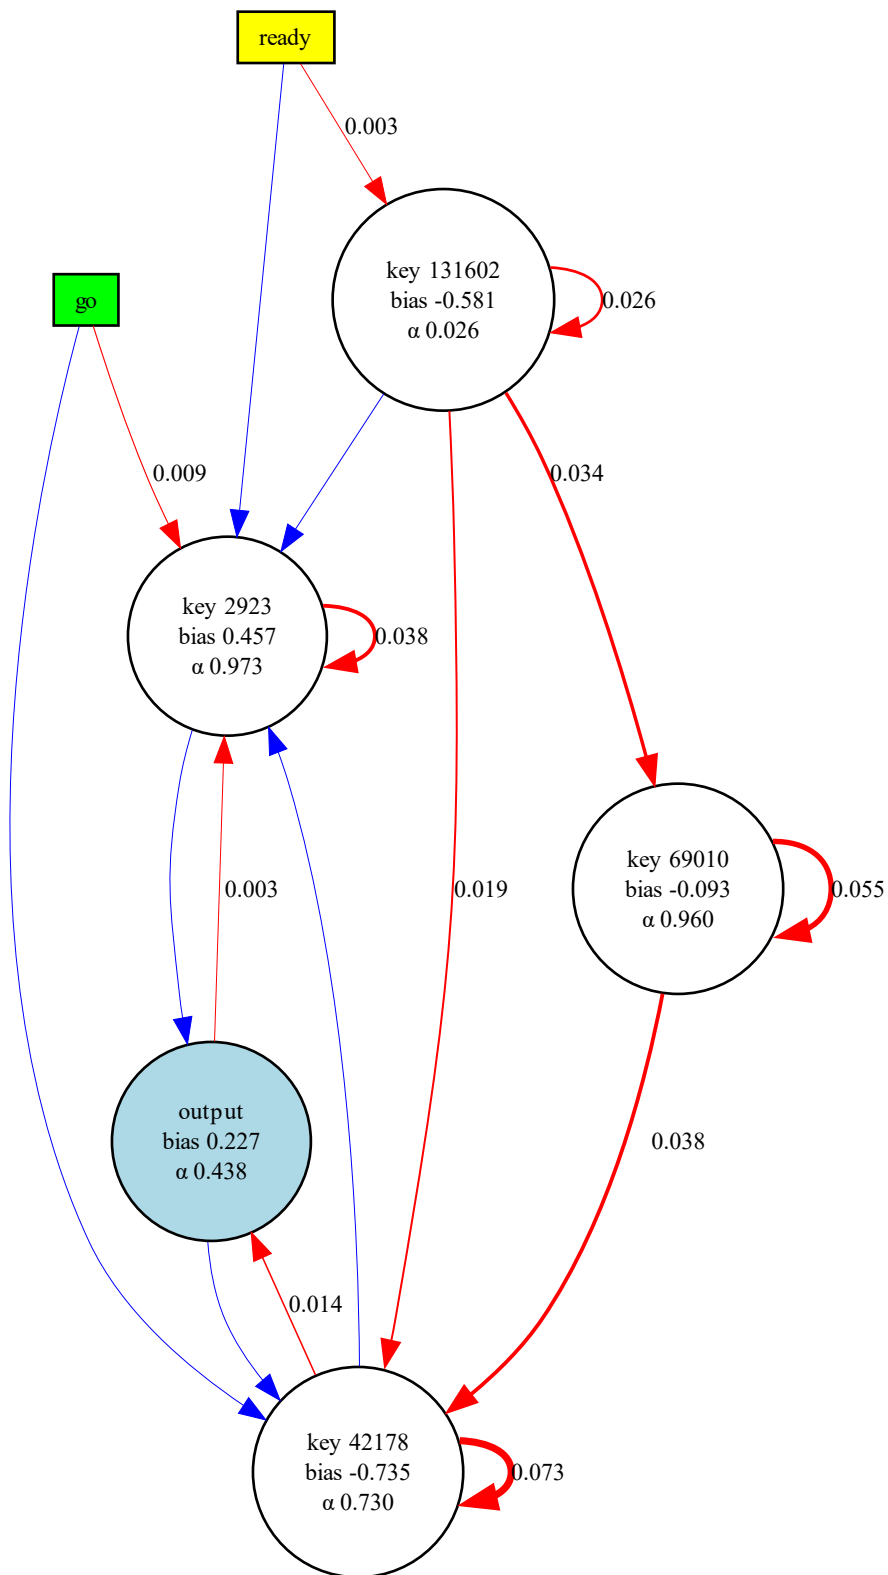 ready
0.003
key 131602
bias -0.581
α 0.026
0.026
go
0.009
0.034
key 2923
bias 0.457
α 0.973
0.038
key 69010
bias -0.093
α 0.960
0.055
0.003
0.019
output
bias 0.227
α 0.438
0.038
0.014
key 42178
bias -0.735
α 0.730
0.073